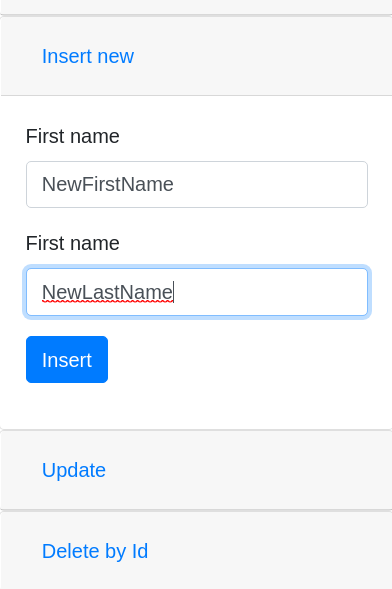 Insert new
First name
NewFirstName
First name
NewLastName
Insert
Update
Delete by Id